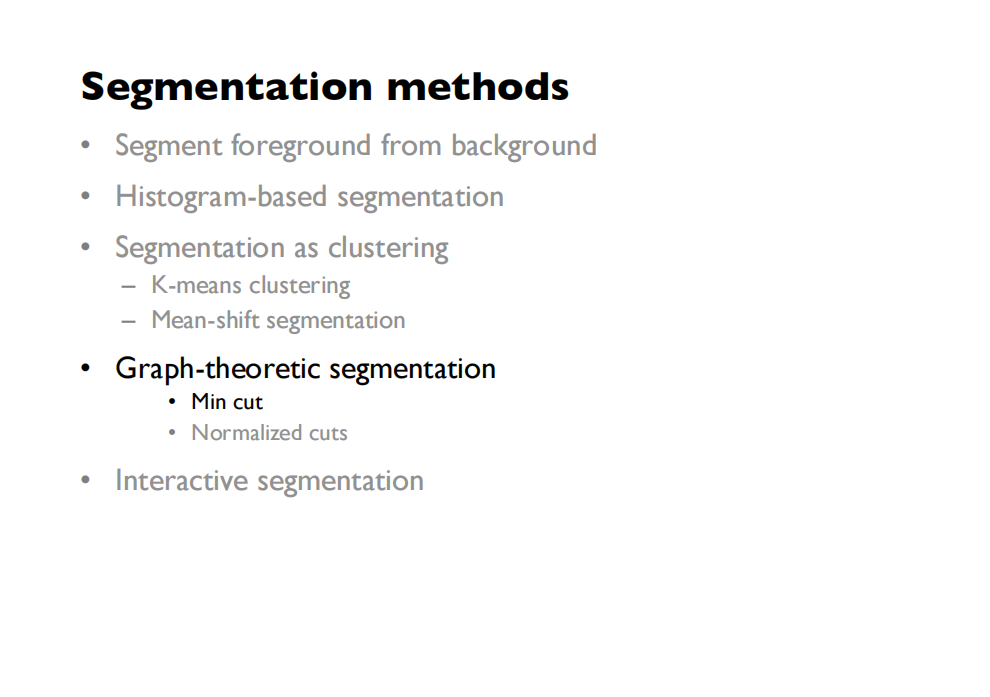 Segmentation methods
• Segment foreground from background
• Histogram-based segmentation
• Segmentation as clustering
– K-means clustering
– Mean-shift segmentation
• Graph-theoretic segmentation
• Min cut
• Normalized cuts
• Interactive segmentation